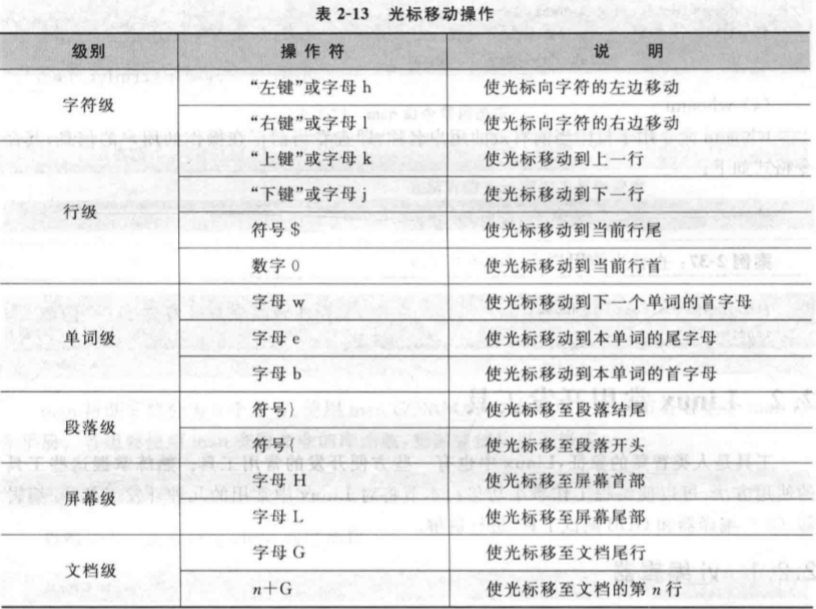 表 2-13 光标移动操作
级别 操作符 说 明
字符级 “左键”或字母 h 使光标向字符的左边移动
“右键”或字母 l 使光标向字符的右边移动
行级 “上键”或字母 k 使光标移动到上一行
“下键”或字母 j 使光标移动到下一行
符号 $ 使光标移动到当前行尾
数字 0 使光标移动到当前行首
单词级 字母 w 使光标移动到下一个单词的首字母
字母 e 使光标移动到本单词的尾字母
字母 b 使光标移动到本单词的首字母
段落级 符号} 使光标移至段落结尾
符号{ 使光标移至段落开头
屏幕级 字母 H 使光标移至屏幕首部
字母 L 使光标移至屏幕尾部
文档级 字母 G 使光标移至文档尾行
n+G 使光标移至文档的第 n 行